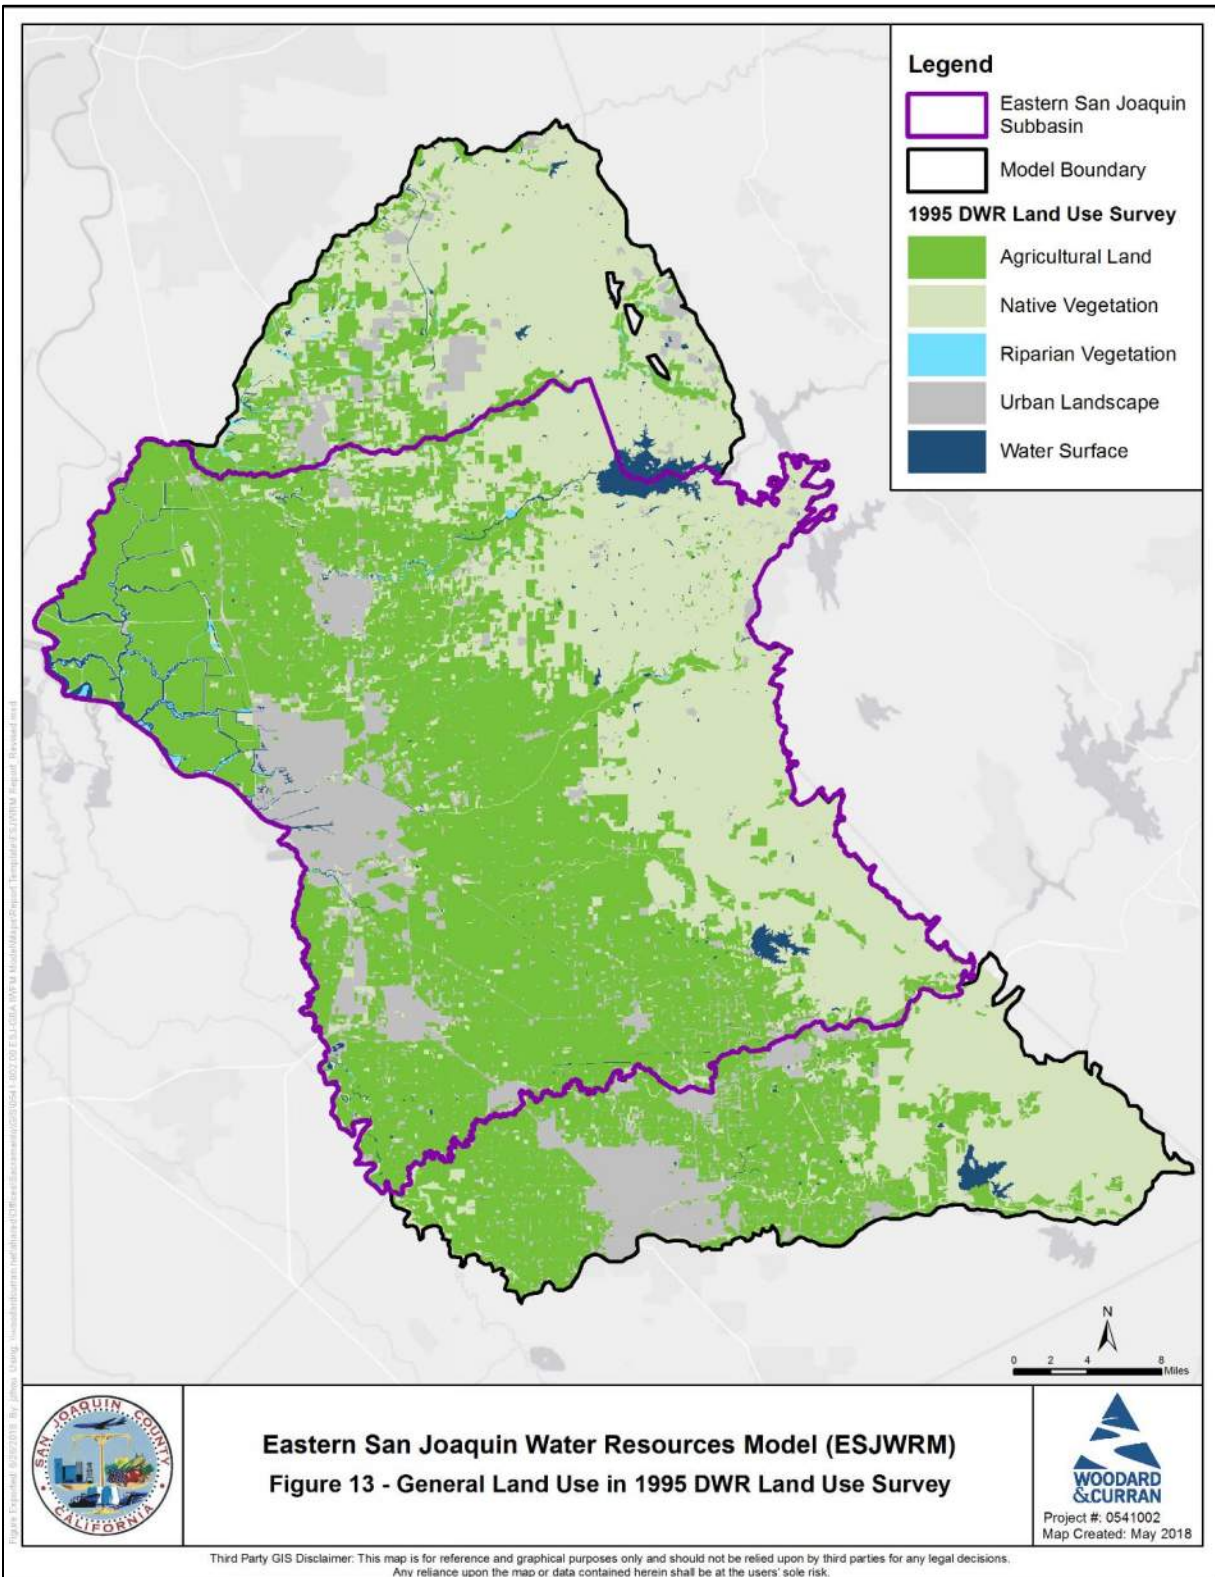 Legend
Eastern San Joaquin
Subbasin
Model Boundary
1995 DWR Land Use Survey
Agricultural Land
Native Vegetation
Riparian Vegetation
Urban Landscape
Water Surface
N
0 2 4 8
Miles
SAN JOAQUIN COUNTY
CALIFORNIA
Eastern San Joaquin Water Resources Model (ESJWRM)
Figure 13 - General Land Use in 1995 DWR Land Use Survey
WOODARD
&CURRAN
Project #: 0541002
Map Created: May 2018
Third Party GIS Disclaimer: This map is for reference and graphical purposes only and should not be relied upon by third parties for any legal decisions.
Any reliance upon the map or data contained herein shall be at the users' sole risk.